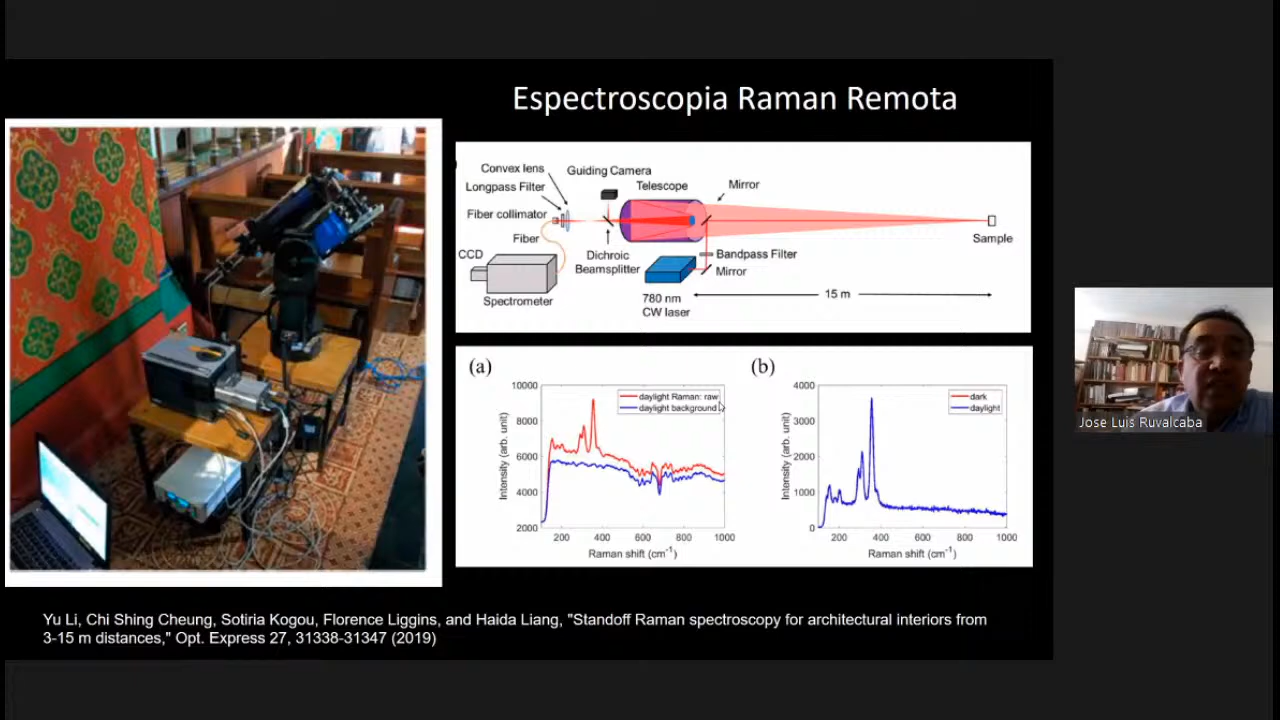 Espectroscopia Raman Remota
Convex lens
Guiding Camera
Longpass Filter
Telescope
Mirror
Fiber collimator
Fiber
Sample
CCD
Dichroic
Beamsplitter
Bandpass Filter
Mirror
Spectrometer
780 nm
CW laser
15 m
(a)
(b)
10000
8000
6000
4000
2000
Intensity (arb. unit)
daylight Raman: raw
daylight background
200
400
600
800
1000
Raman shift (cm-1)
4000
3000
2000
1000
0
Intensity (arb. unit)
dark
daylight
200
400
600
800
1000
Raman shift (cm-1)
Jose Luis Ruvalcaba
Yu Li, Chi Shing Cheung, Sotiria Kogou, Florence Liggins, and Haida Liang, "Standoff Raman spectroscopy for architectural interiors from
3-15 m distances," Opt. Express 27, 31338-31347 (2019)